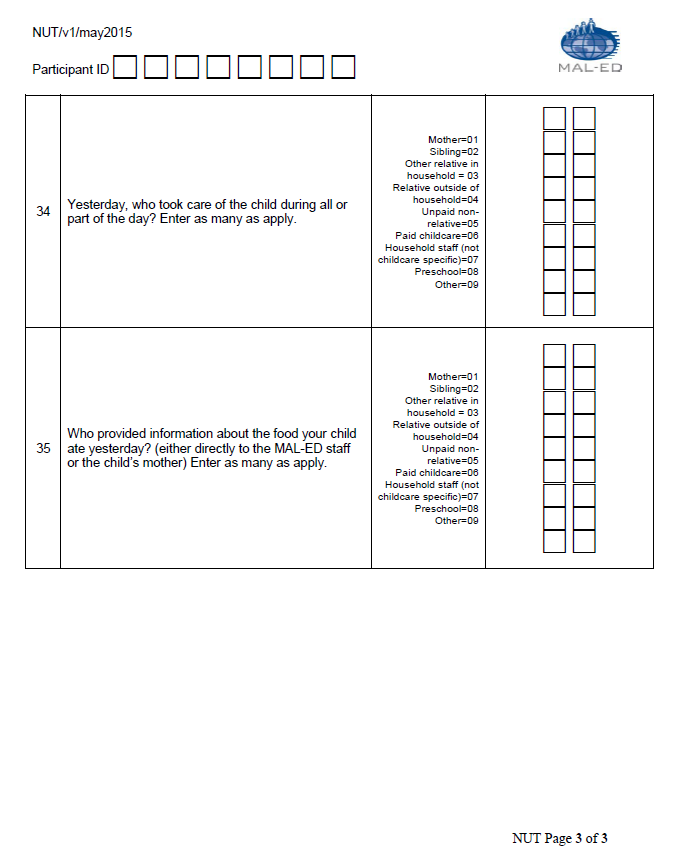 NUT/v1/may2015
Participant ID
MAL-ED
34
Yesterday, who took care of the child during all or
part of the day? Enter as many as apply.
Mother=01
Sibling=02
Other relative in
household = 03
Relative outside of
household=04
Unpaid non-
relative=05
Paid childcare=06
Household staff (not
childcare specific)=07
Preschool=08
Other=09
35
Who provided information about the food your child
ate yesterday? (either directly to the MAL-ED staff
or the child's mother) Enter as many as apply.
Mother=01
Sibling=02
Other relative in
household = 03
Relative outside of
household=04
Unpaid non-
relative=05
Paid childcare=06
Household staff (not
childcare specific)=07
Preschool=08
Other=09
NUT Page 3 of 3